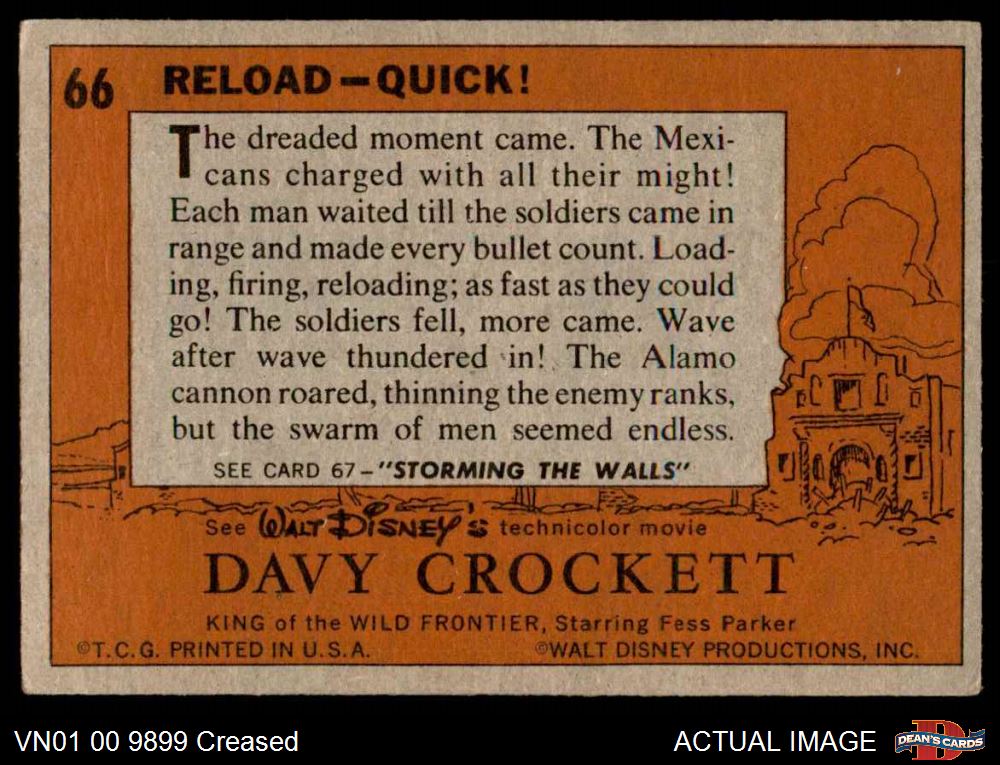 66 RELOAD—QUICK!
The dreaded moment came. The Mexi-
cans charged with all their might!
Each man waited till the soldiers came in
range and made every bullet count. Load-
ing, firing, reloading; as fast as they could
go! The soldiers fell, more came. Wave
after wave thundered in! The Alamo
cannon roared, thinning the enemy ranks,
but the swarm of men seemed endless.
SEE CARD 67—"STORMING THE WALLS"
See WALT DISNEY'S technicolor movie
DAVY CROCKETT
KING of the WILD FRONTIER, Starring Fess Parker
©T.C.G. PRINTED IN U.S.A. ©WALT DISNEY PRODUCTIONS, INC.
VN01 00 9899 Creased ACTUAL IMAGE D DEAN'S CARDS